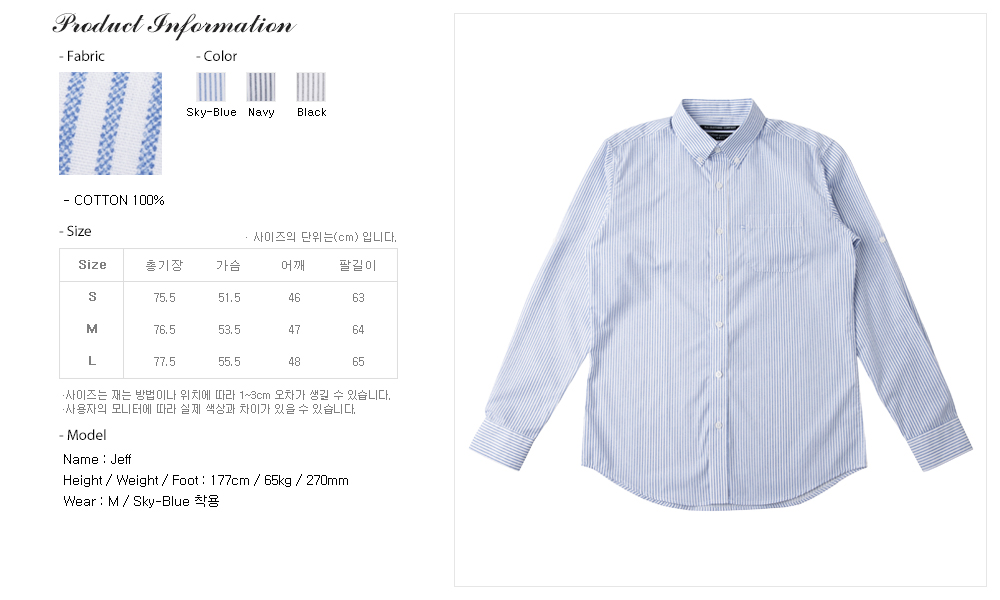 Product Information
- Fabric
- Color
Sky-Blue Navy Black
- COTTON 100%
- Size
· 사이즈의 단위는(cm) 입니다.
Size 총기장 가슴 어깨 팔길이
S 75.5 51.5 46 63
M 76.5 53.5 47 64
L 77.5 55.5 48 65
·사이즈는 재는 방법이나 위치에 따라 1~3cm 오차가 생길 수 있습니다.
·사용자의 모니터에 따라 실제 색상과 차이가 있을 수 있습니다.
- Model
Name : Jeff
Height / Weight / Foot : 177cm / 65kg / 270mm
Wear : M / Sky-Blue 착용